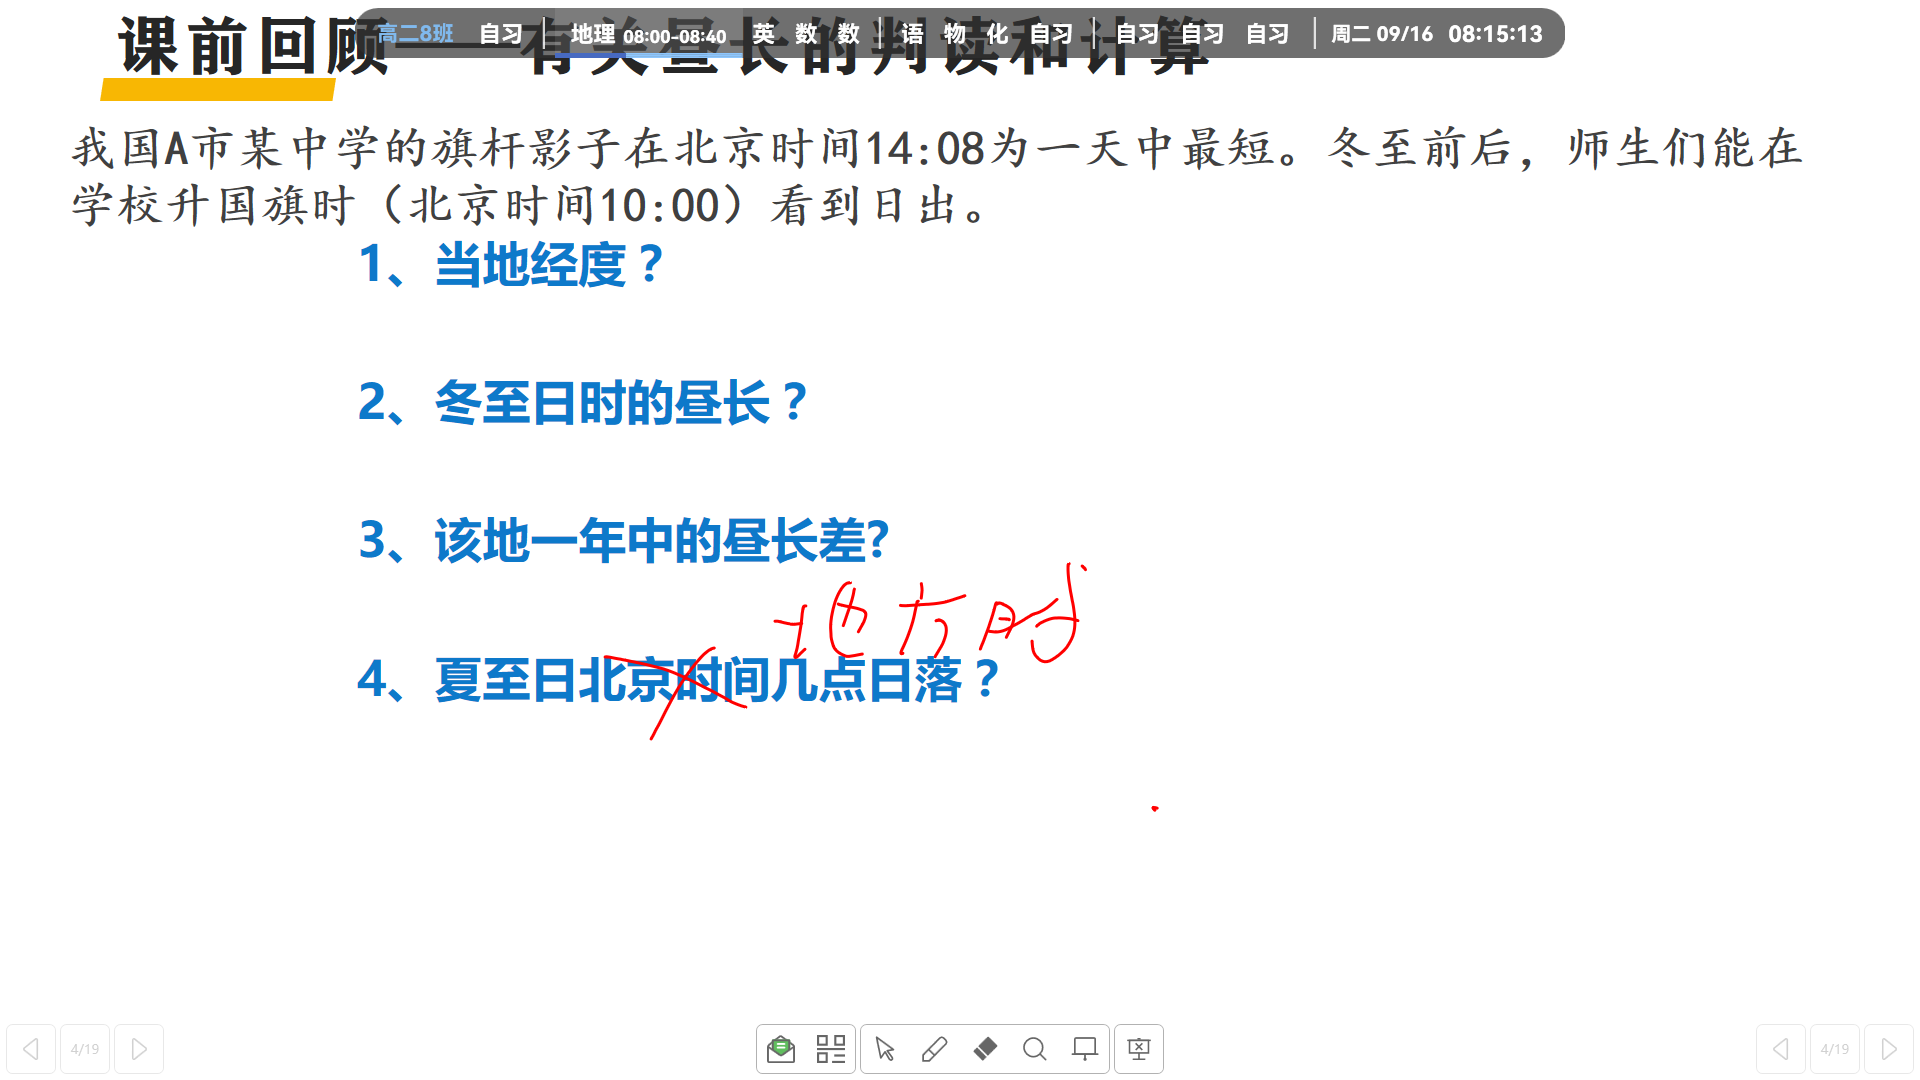 高二8班 自习 地理 08:00-08:40 英 数 数 语 物 化 自习 自习 自习 自习 周二 09/16 08:15:13
课前回顾——有关昼长的判读和计算
我国A市某中学的旗杆影子在北京时间14:08为一天中最短。冬至前后，师生们能在
学校升国旗时（北京时间10:00）看到日出。
1、当地经度？
2、冬至日时的昼长？
3、该地一年中的昼长差?
地方时
4、夏至日北京时间几点日落？
4/19 4/19